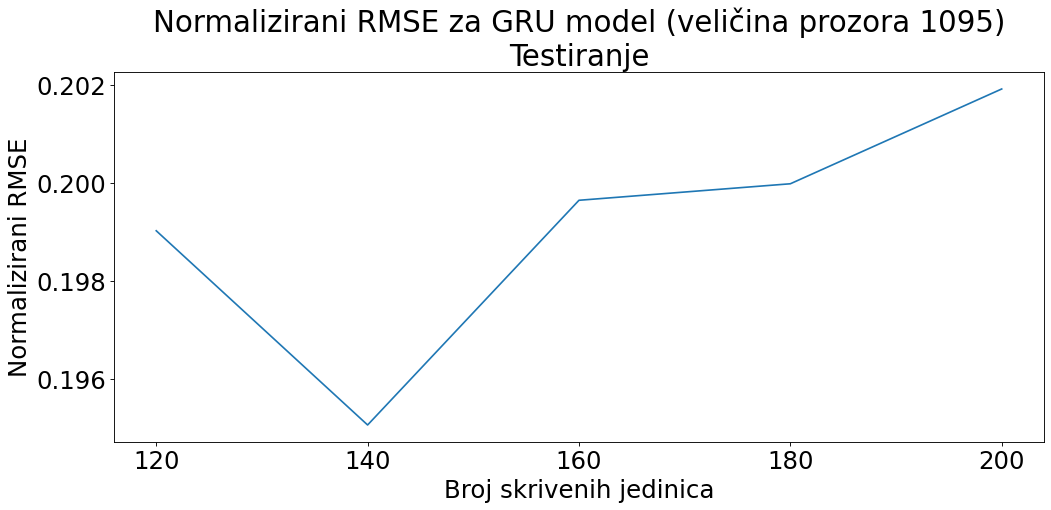 Normalizirani RMSE za GRU model (veličina prozora 1095)
Testiranje
Normalizirani RMSE
0.202
0.200
0.198
0.196
120 140 160 180 200
Broj skrivenih jedinica